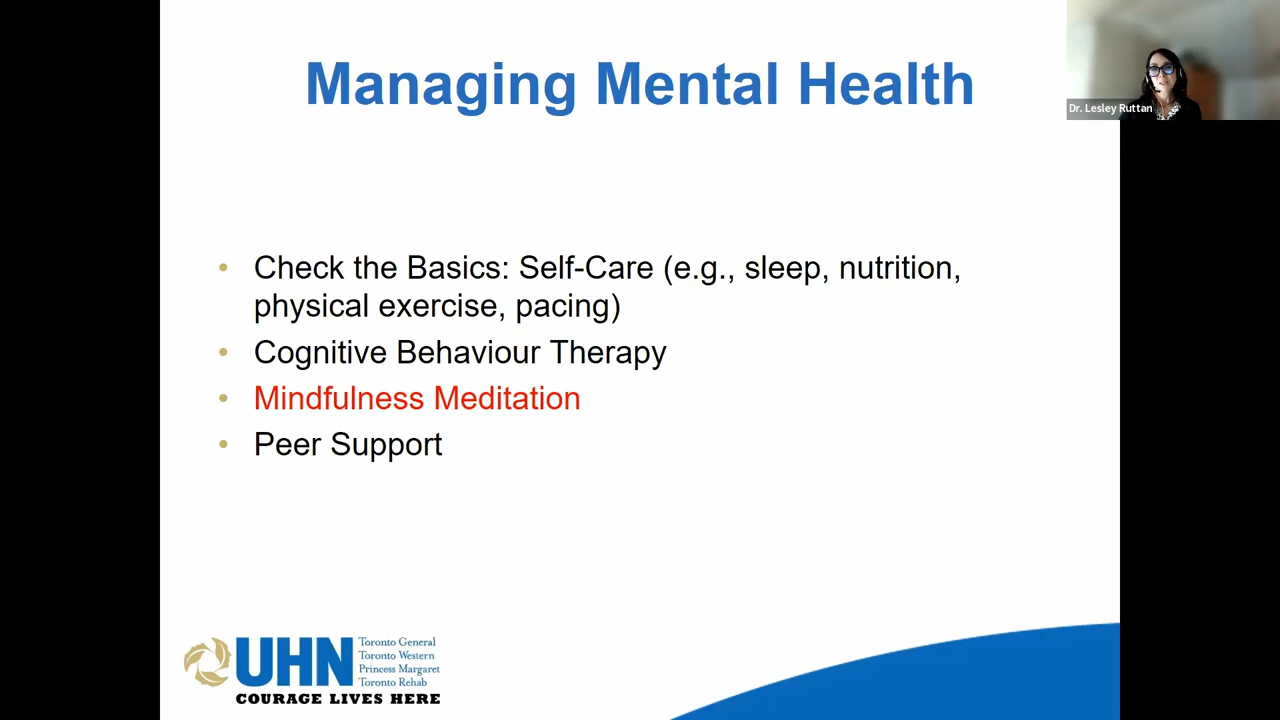 Managing Mental Health
Dr. Lesley Ruttan
• Check the Basics: Self-Care (e.g., sleep, nutrition,
physical exercise, pacing)
• Cognitive Behaviour Therapy
• Mindfulness Meditation
• Peer Support
UHN
Toronto General
Toronto Western
Princess Margaret
Toronto Rehab
COURAGE LIVES HERE